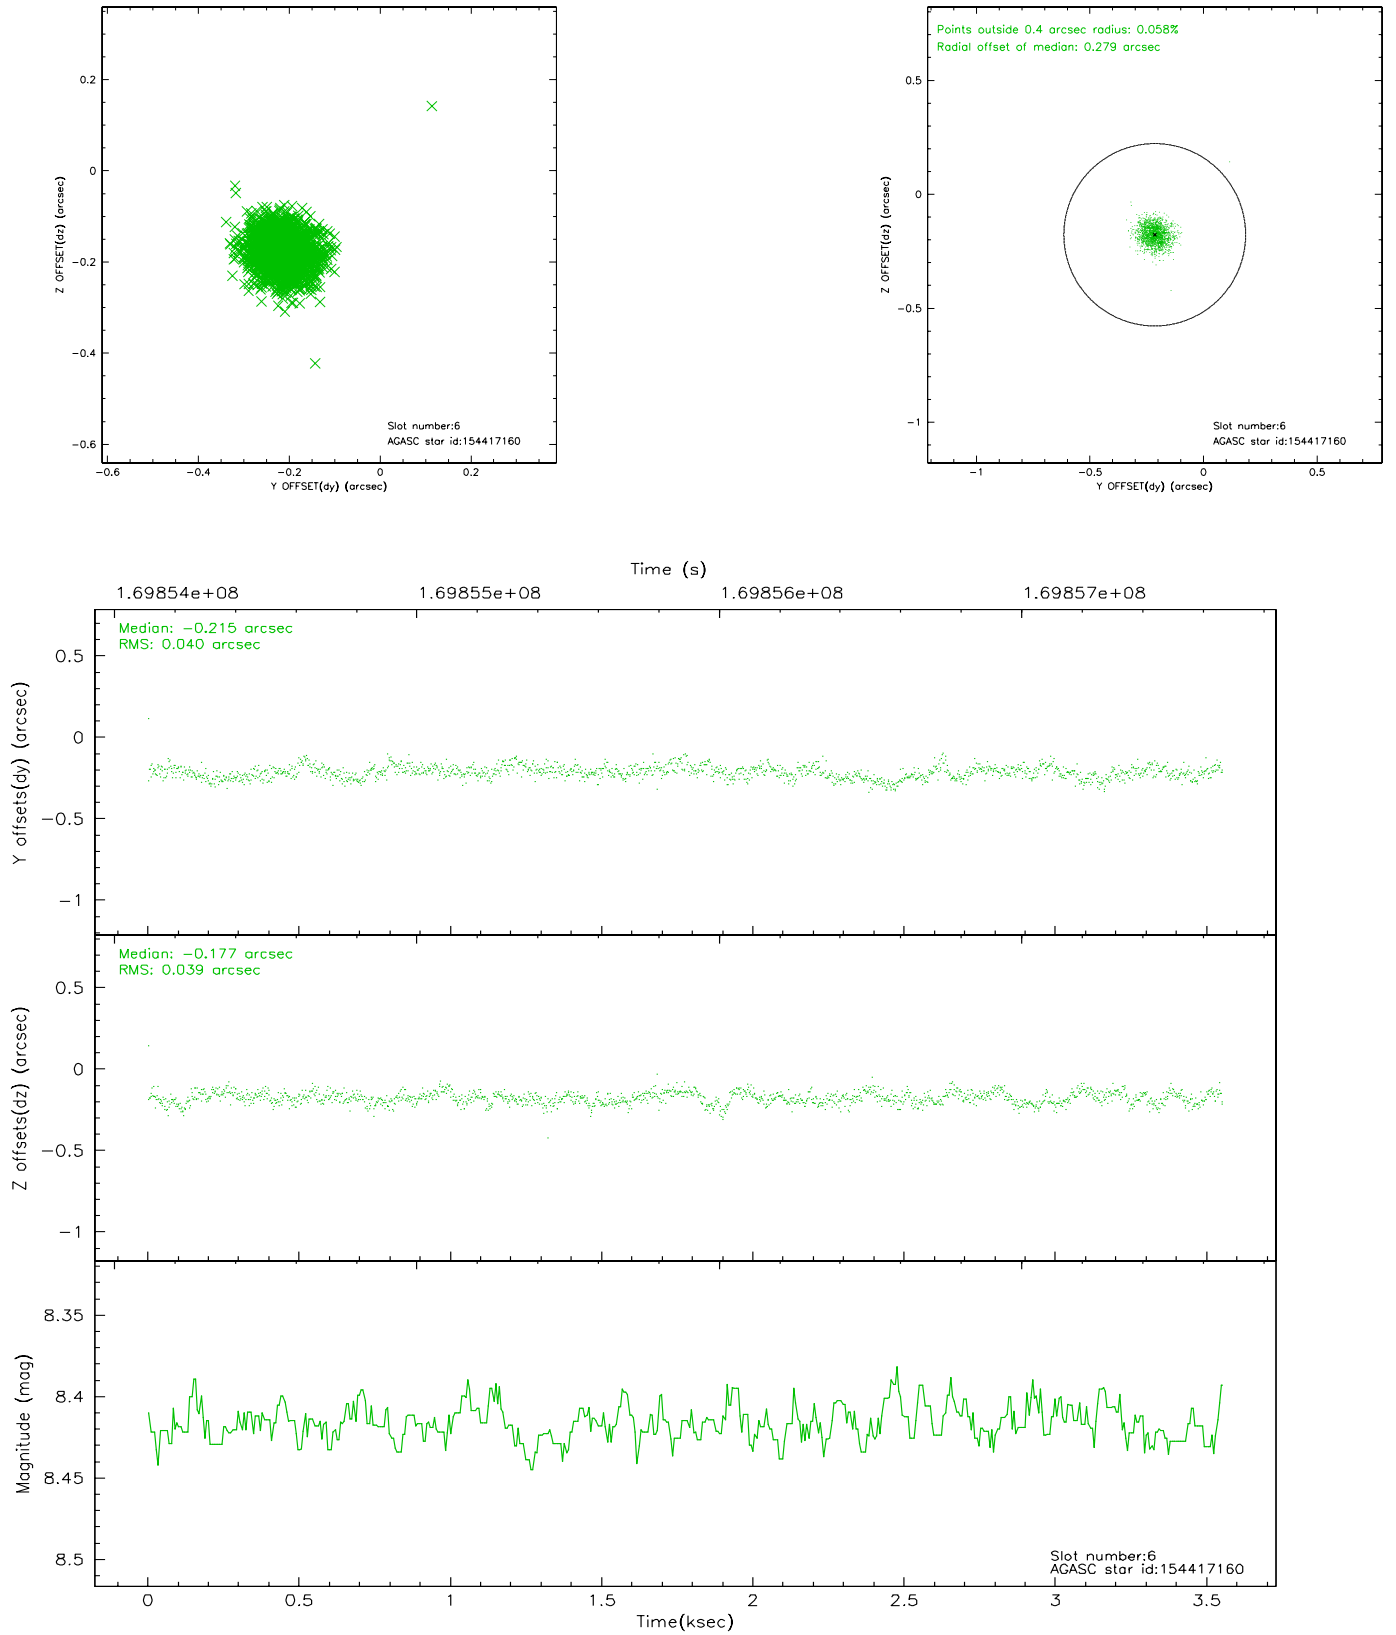 0.2
0
−0.2
−0.4
−0.6
Z OFFSET(dz) (arcsec)
−0.6
−0.4
−0.2
0
0.2
Y OFFSET(dy) (arcsec)
Slot number:6
AGASC star id:154417160
Points outside 0.4 arcsec radius: 0.058%
Radial offset of median: 0.279 arcsec
0.5
0
−0.5
−1
Z OFFSET(dz) (arcsec)
−1
−0.5
0
0.5
Y OFFSET(dy) (arcsec)
Slot number:6
AGASC star id:154417160
Time (s)
1.69854e+08
1.69855e+08
1.69856e+08
1.69857e+08
Median: −0.215 arcsec
RMS: 0.040 arcsec
0.5
0
−0.5
−1
Y offsets(dy) (arcsec)
Median: −0.177 arcsec
RMS: 0.039 arcsec
0.5
0
−0.5
−1
Z offsets(dz) (arcsec)
8.35
8.4
8.45
8.5
Magnitude (mag)
Slot number:6
AGASC star id:154417160
0
0.5
1
1.5
2
2.5
3
3.5
Time(ksec)